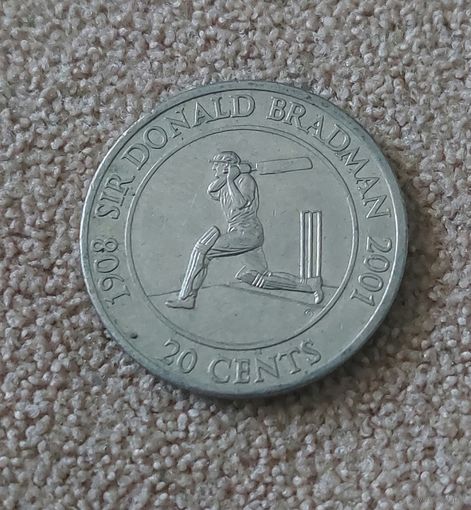 1908 SIR DONALD BRADMAN 2001
20 CENTS